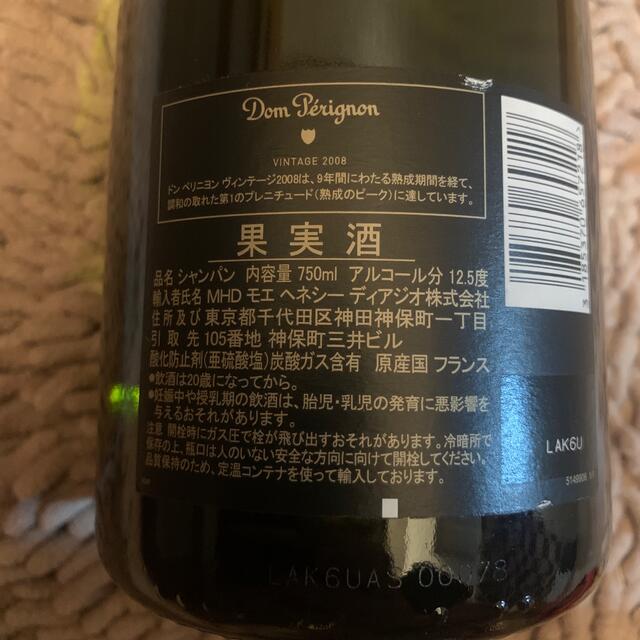 Dom Pérignon
VINTAGE 2008
ドン ペリニヨン ヴィンテージ2008は、9年間にわたる熟成期間を経て、
調和の取れた第1のプレニチュード(熟成のピーク)に達しています。
果実酒
品名 シャンパン 内容量 750ml アルコール分 12.5度
輸入者氏名 MHD モエ ヘネシー ディアジオ株式会社
住所及び 東京都千代田区神田神保町一丁目
引取先 105番地 神保町三井ビル
酸化防止剤(亜硫酸塩)炭酸ガス含有 原産国 フランス
●飲酒は20歳になってから。
●妊娠中や授乳期の飲酒は、胎児・乳児の発育に悪影響を
与えるおそれがあります。
注意 開栓時にガス圧で栓が飛び出すおそれがあります。冷暗所で
保存の上、瓶口は人のいない安全な方向に向けて開栓してください。
品質保持のため、定温コンテナを使って輸入しております。
LAK6U